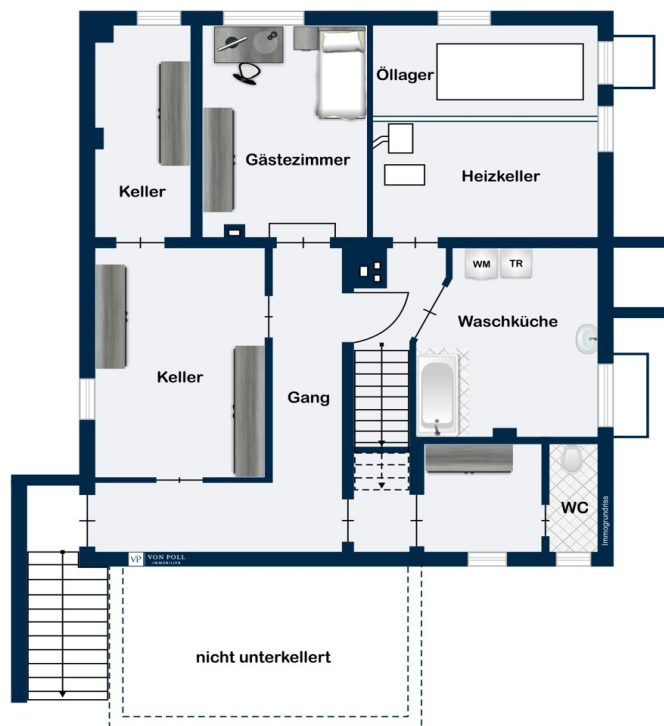 Öllager
Gästezimmer
Heizkeller
Keller
WM
TR
Waschküche
Keller
Gang
WC
Immogrundriss
VP VON POLL
IMMOBILIEN
nicht unterkellert